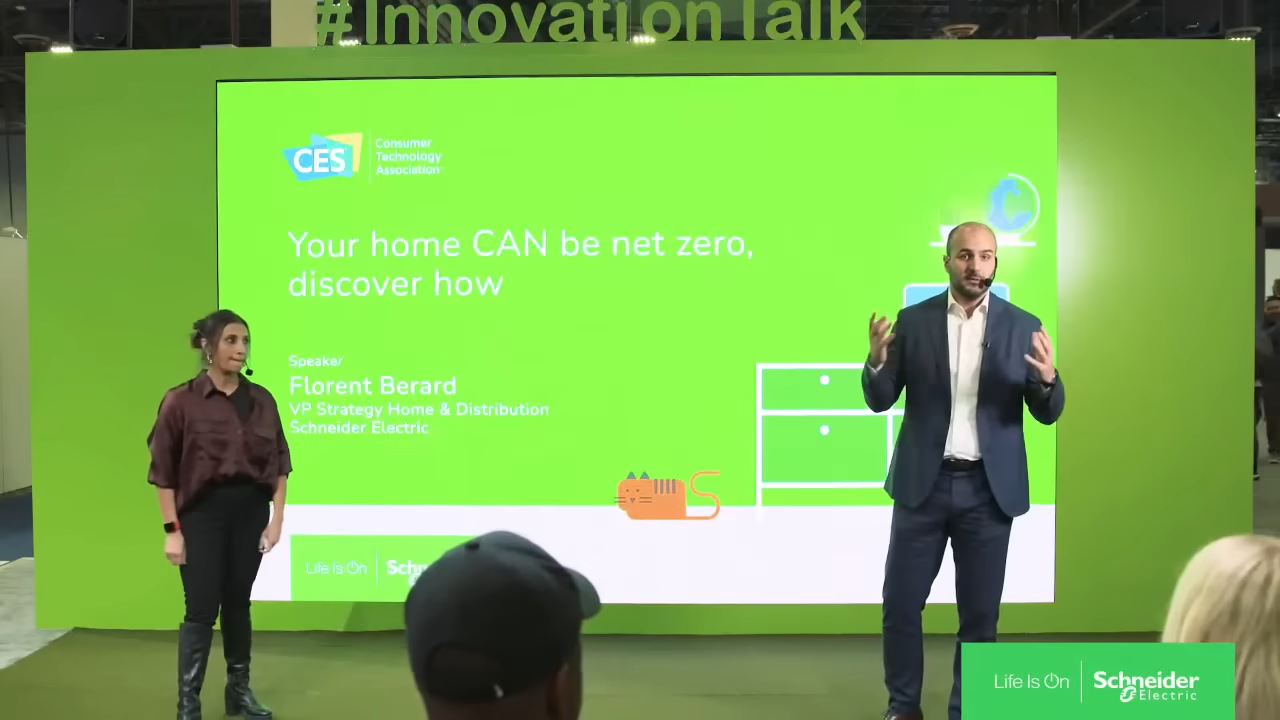 #InnovationTalk
CES
Consumer
Technology
Association
Your home CAN be net zero,
discover how
Speaker
Florent Berard
VP Strategy Home & Distribution
Schneider Electric
Life Is On
Life Is On
Schneider
Electric